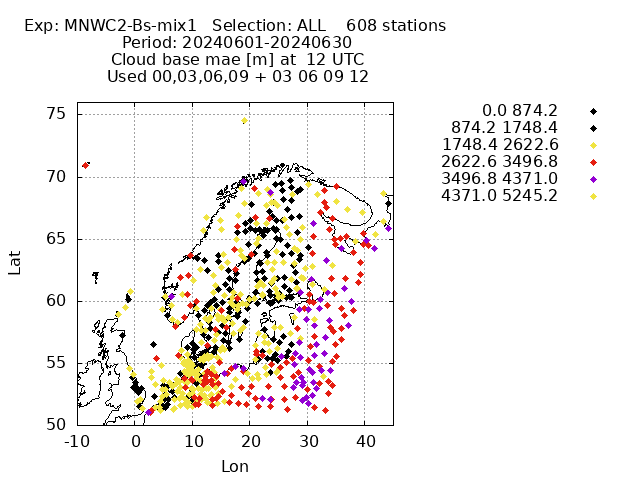 Exp: MNWC2-Bs-mix1   Selection: ALL    608 stations
Period: 20240601-20240630
Cloud base mae [m] at  12 UTC
Used 00,03,06,09 + 03 06 09 12
0.0 874.2
874.2 1748.4
1748.4 2622.6
2622.6 3496.8
3496.8 4371.0
4371.0 5245.2
75
70
65
60
55
50
Lat
-10 0 10 20 30 40
Lon